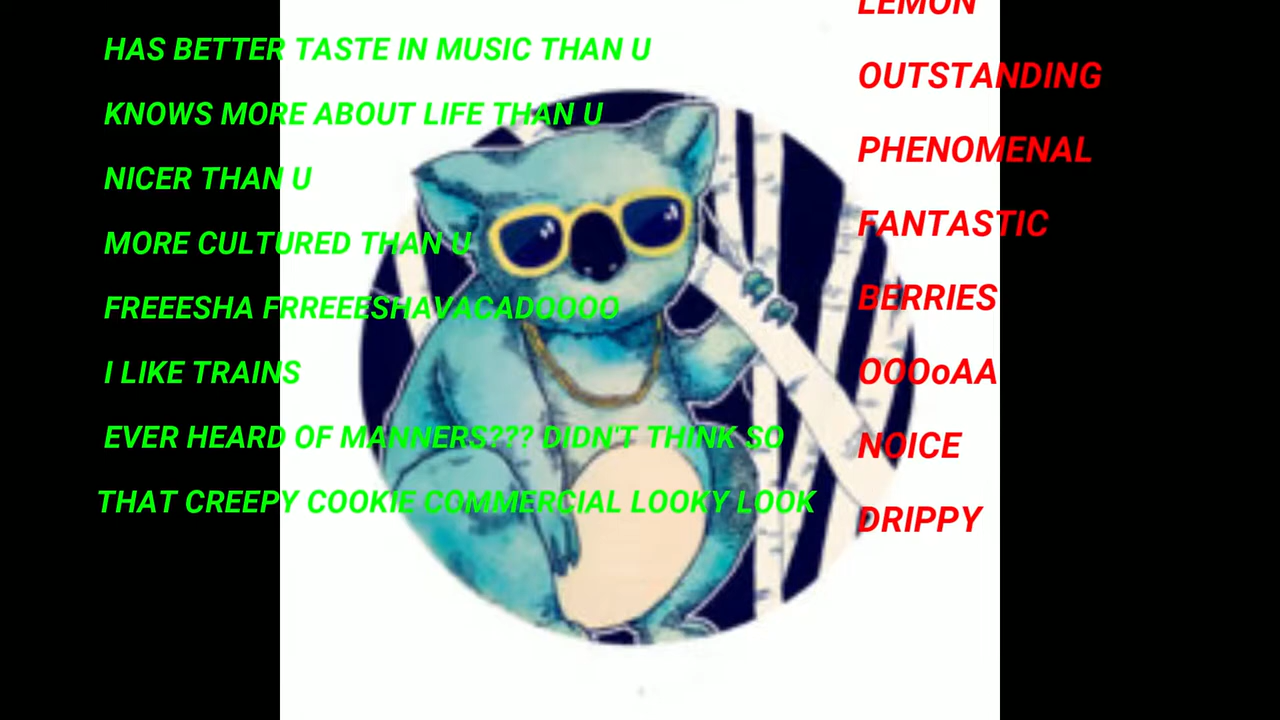 HAS BETTER TASTE IN MUSIC THAN U
KNOWS MORE ABOUT LIFE THAN U
NICER THAN U
MORE CULTURED THAN U
FREEESHA FRREEESHAVACADOOOO
I LIKE TRAINS
EVER HEARD OF MANNERS??? DIDN'T THINK SO
THAT CREEPY COOKIE COMMERCIAL LOOKY LOOK
LEMON
OUTSTANDING
PHENOMENAL
FANTASTIC
BERRIES
OOOoAA
NOICE
DRIPPY